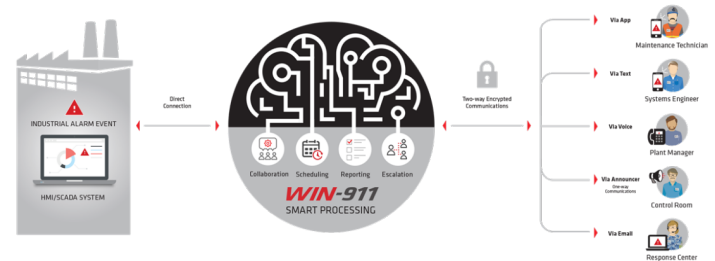 INDUSTRIAL ALARM EVENT
HMI/SCADA SYSTEM
Direct
Connection
Collaboration
Scheduling
Reporting
Escalation
WIN-911
SMART PROCESSING
Two-way Encrypted
Communications
Via App
Maintenance Technician
Via Text
Systems Engineer
Via Voice
Plant Manager
Via Announcer
One-way
Communications
Control Room
Via Email
Response Center